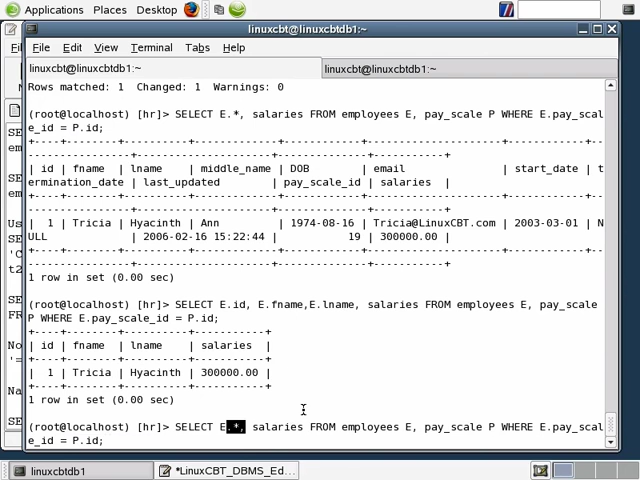 Applications Places Desktop
linuxcbt@linuxcbtdb1:~
File Edit View Terminal Tabs Help
linuxcbt@linuxcbtdb1:~ linuxcbt@linuxcbtdb1:~
Rows matched: 1 Changed: 1 Warnings: 0
(root@localhost) [hr]> SELECT E.*, salaries FROM employees E, pay_scale P WHERE E.pay_scal
e_id = P.id;
+----+---------+----------+-------------+------------+----------------------+------------+--
------------------+---------------------+--------------+-----------+
| id | fname | lname | middle_name | DOB | email | start_date | t
ermination_date | last_updated | pay_scale_id | salaries |
+----+---------+----------+-------------+------------+----------------------+------------+--
------------------+---------------------+--------------+-----------+
| 1 | Tricia | Hyacinth | Ann | 1974-08-16 | Tricia@LinuxCBT.com | 2003-03-01 | N
ULL | 2006-02-16 15:22:44 | 19 | 300000.00 |
+----+---------+----------+-------------+------------+----------------------+------------+--
------------------+---------------------+--------------+-----------+
1 row in set (0.00 sec)
(root@localhost) [hr]> SELECT E.id, E.fname,E.lname, salaries FROM employees E, pay_scale
P WHERE E.pay_scale_id = P.id;
+----+--------+----------+-----------+
| id | fname | lname | salaries |
+----+--------+----------+-----------+
| 1 | Tricia | Hyacinth | 300000.00 |
+----+--------+----------+-----------+
1 row in set (0.00 sec)
(root@localhost) [hr]> SELECT E.*, salaries FROM employees E, pay_scale P WHERE E.pay_scal
e_id = P.id;
linuxcbtdb1 *LinuxCBT_DBMS_Ed...